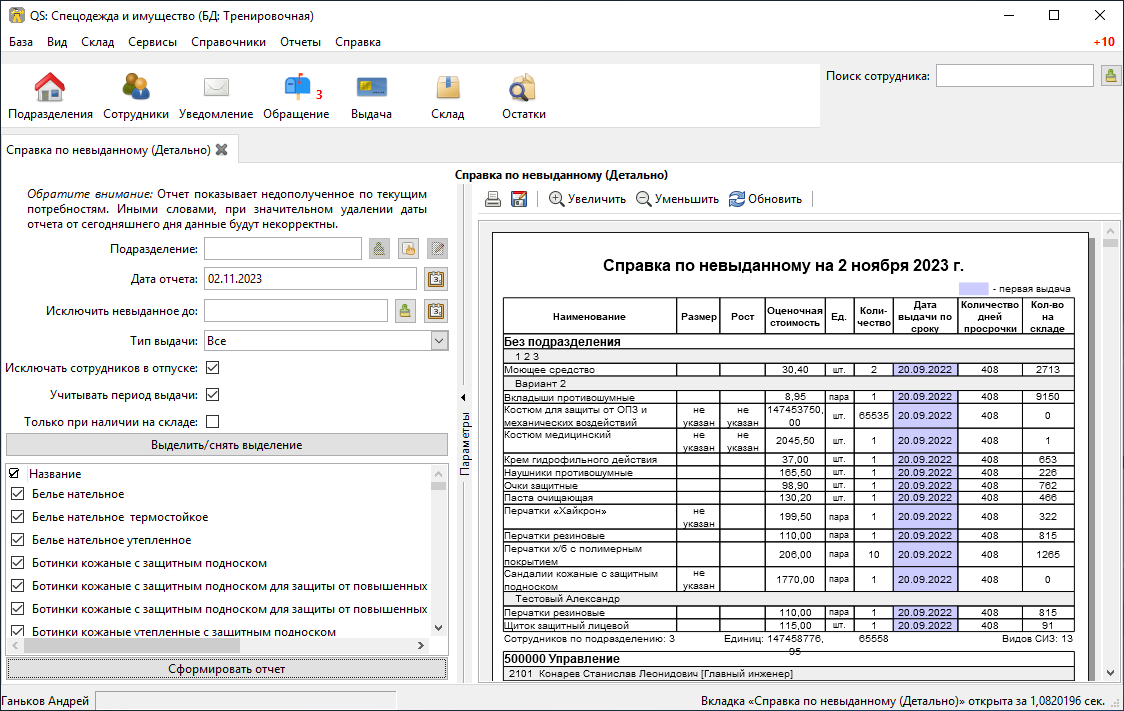 QS: Спецодежда и имущество (БД: Тренировочная)
База Вид Склад Сервисы Справочники Отчеты Справка +10
Подразделения Сотрудники Уведомление Обращение 3 Выдача Склад Остатки
Поиск сотрудника:
Справка по невыданному (Детально)
Обратите внимание: Отчет показывает недополученное по текущим
потребностям. Иными словами, при значительном удалении даты
отчета от сегодняшнего дня данные будут некорректны.
Подразделение:
Дата отчета: 02.11.2023
Исключить невыданное до:
Тип выдачи: Все
Исключать сотрудников в отпуске:
Учитывать период выдачи:
Только при наличии на складе:
Выделить/снять выделение
Название
Белье нательное
Белье нательное термостойкое
Белье нательное утепленное
Ботинки кожаные с защитным подноском
Ботинки кожаные с защитным подноском для защиты от повышенных
Ботинки кожаные с защитным подноском для защиты от повышенных
Ботинки кожаные утепленные с защитным подноском
Сформировать отчет
Параметры
Справка по невыданному (Детально)
Увеличить Уменьшить Обновить
Справка по невыданному на 2 ноября 2023 г.
- первая выдача
Наименование Размер Рост Оценочная стоимость Ед. Коли-чество Дата выдачи по сроку Количество дней просрочки Кол-во на складе
Без подразделения
1 2 3
Моющее средство 30,40 шт. 2 20.09.2022 408 2713
Вариант 2
Вкладыши противошумные 8,95 пара 1 20.09.2022 408 9150
Костюм для защиты от ОПЗ и механических воздействий не указан не указан 147453750,00 шт. 65535 20.09.2022 408 0
Костюм медицинский не указан не указан 2045,50 шт. 1 20.09.2022 408 1
Крем гидрофильного действия 37,00 шт. 1 20.09.2022 408 653
Наушники противошумные 165,50 шт. 1 20.09.2022 408 226
Очки защитные 98,90 шт. 1 20.09.2022 408 762
Паста очищающая 130,20 шт. 1 20.09.2022 408 466
Перчатки «Хайкрон» не указан 199,50 пара 1 20.09.2022 408 322
Перчатки резиновые 110,00 пара 1 20.09.2022 408 815
Перчатки х/б с полимерным покрытием 206,00 пара 10 20.09.2022 408 1265
Сандалии кожаные с защитным подноском не указан 1770,00 пара 1 20.09.2022 408 0
Тестовый Александр
Перчатки резиновые 110,00 пара 1 20.09.2022 408 815
Щиток защитный лицевой 115,00 шт. 1 20.09.2022 408 91
Сотрудников по подразделению: 3 Единиц: 147458776,95 65558 Видов СИЗ: 13
500000 Управление
2101 Конарев Станислав Леонидович [Главный инженер]
Ганьков Андрей
Вкладка «Справка по невыданному (Детально)» открыта за 1,0820196 сек.